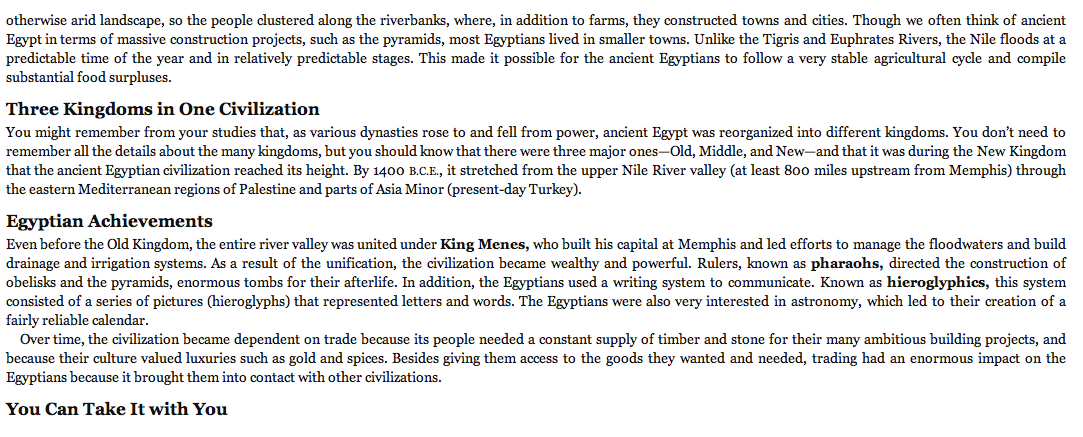 otherwise arid landscape, so the people clustered along the riverbanks, where, in addition to farms, they constructed towns and cities. Though we often think of ancient
Egypt in terms of massive construction projects, such as the pyramids, most Egyptians lived in smaller towns. Unlike the Tigris and Euphrates Rivers, the Nile floods at a
predictable time of the year and in relatively predictable stages. This made it possible for the ancient Egyptians to follow a very stable agricultural cycle and compile
substantial food surpluses.
Three Kingdoms in One Civilization
You might remember from your studies that, as various dynasties rose to and fell from power, ancient Egypt was reorganized into different kingdoms. You don’t need to
remember all the details about the many kingdoms, but you should know that there were three major ones—Old, Middle, and New—and that it was during the New Kingdom
that the ancient Egyptian civilization reached its height. By 1400 B.C.E., it stretched from the upper Nile River valley (at least 800 miles upstream from Memphis) through
the eastern Mediterranean regions of Palestine and parts of Asia Minor (present-day Turkey).
Egyptian Achievements
Even before the Old Kingdom, the entire river valley was united under King Menes, who built his capital at Memphis and led efforts to manage the floodwaters and build
drainage and irrigation systems. As a result of the unification, the civilization became wealthy and powerful. Rulers, known as pharaohs, directed the construction of
obelisks and the pyramids, enormous tombs for their afterlife. In addition, the Egyptians used a writing system to communicate. Known as hieroglyphics, this system
consisted of a series of pictures (hieroglyphs) that represented letters and words. The Egyptians were also very interested in astronomy, which led to their creation of a
fairly reliable calendar.
Over time, the civilization became dependent on trade because its people needed a constant supply of timber and stone for their many ambitious building projects, and
because their culture valued luxuries such as gold and spices. Besides giving them access to the goods they wanted and needed, trading had an enormous impact on the
Egyptians because it brought them into contact with other civilizations.
You Can Take It with You